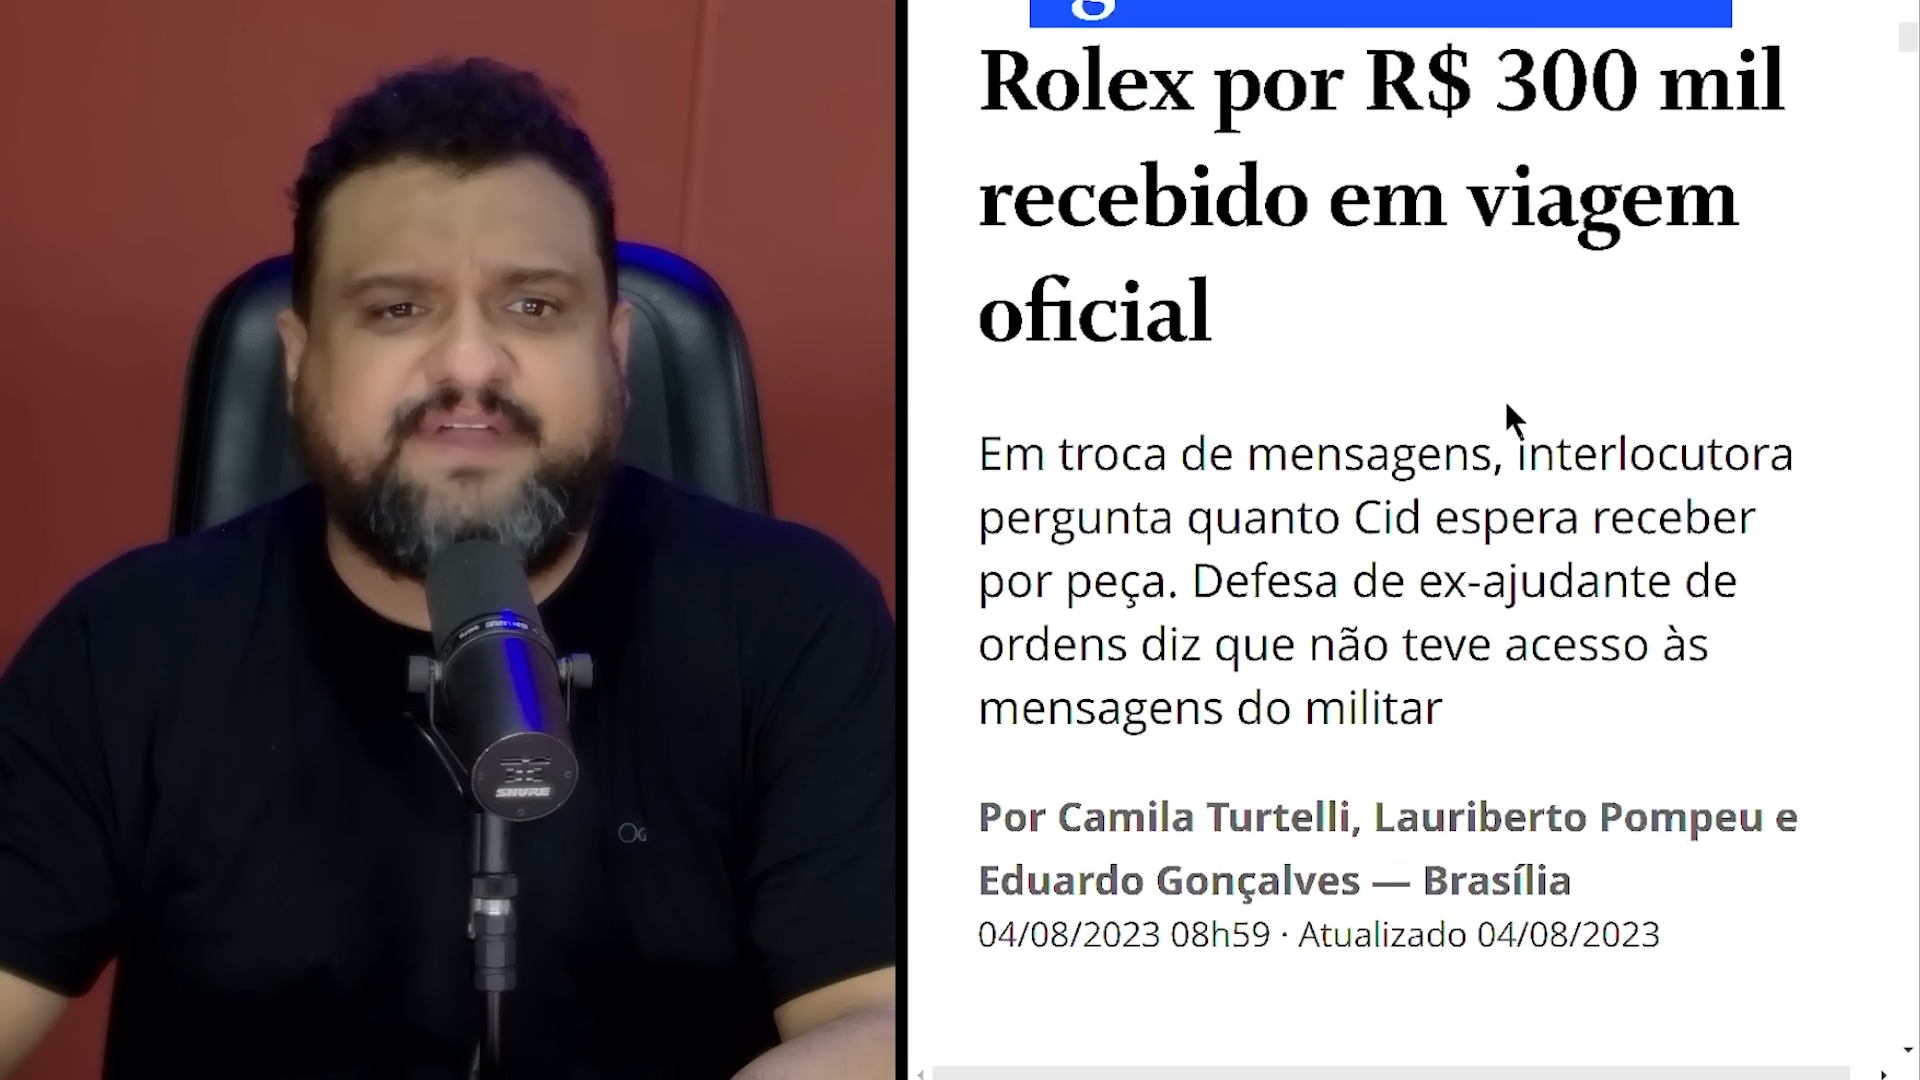 Rolex por R$ 300 mil
recebido em viagem
oficial
Em troca de mensagens, interlocutora
pergunta quanto Cid espera receber
por peça. Defesa de ex-ajudante de
ordens diz que não teve acesso às
mensagens do militar
Por Camila Turtelli, Lauriberto Pompeu e
Eduardo Gonçalves — Brasília
04/08/2023 08h59 · Atualizado 04/08/2023
SHURE
OG